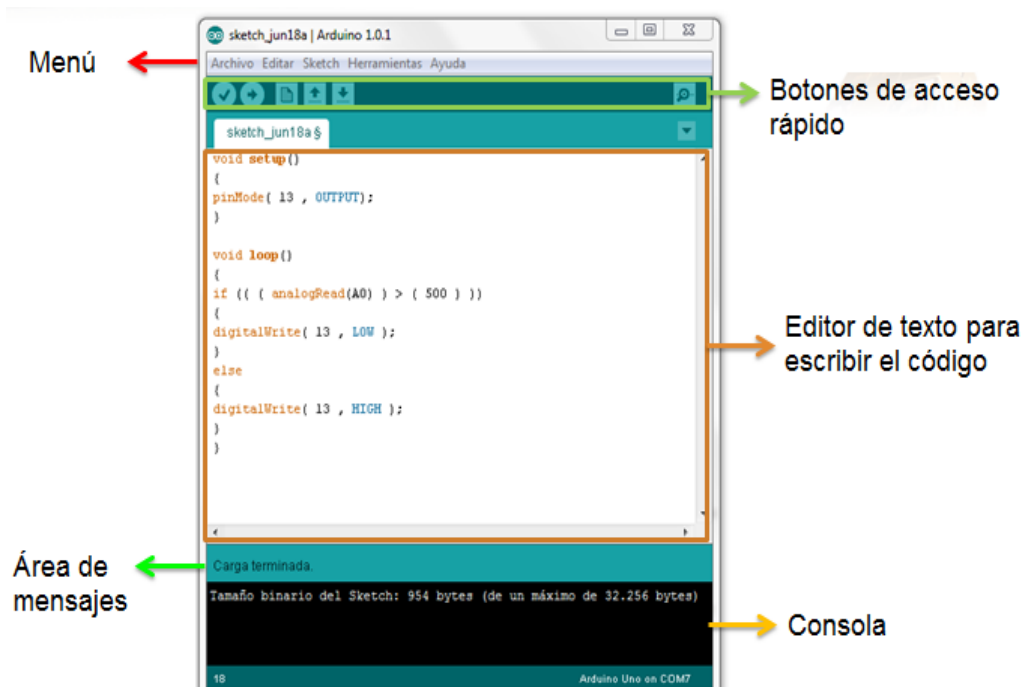 sketch_jun18a | Arduino 1.0.1
Menú
Archivo Editar Sketch Herramientas Ayuda
Botones de acceso
rápido
sketch_jun18a §
void setup()
{
pinMode( 13 , OUTPUT);
}
void loop()
{
if (( ( analogRead(A0) ) > ( 500 ) ))
{
digitalWrite( 13 , LOW );
}
else
{
digitalWrite( 13 , HIGH );
}
}
Editor de texto para
escribir el código
Área de
mensajes
Carga terminada.
Tamaño binario del Sketch: 954 bytes (de un máximo de 32.256 bytes)
Consola
18
Arduino Uno on COM7